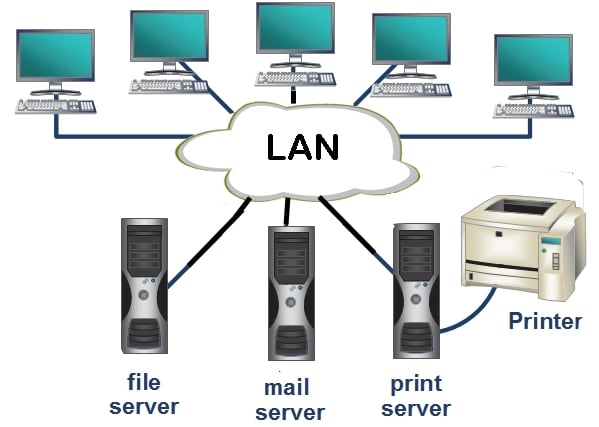 LAN
Printer
file
server
mail
server
print
server